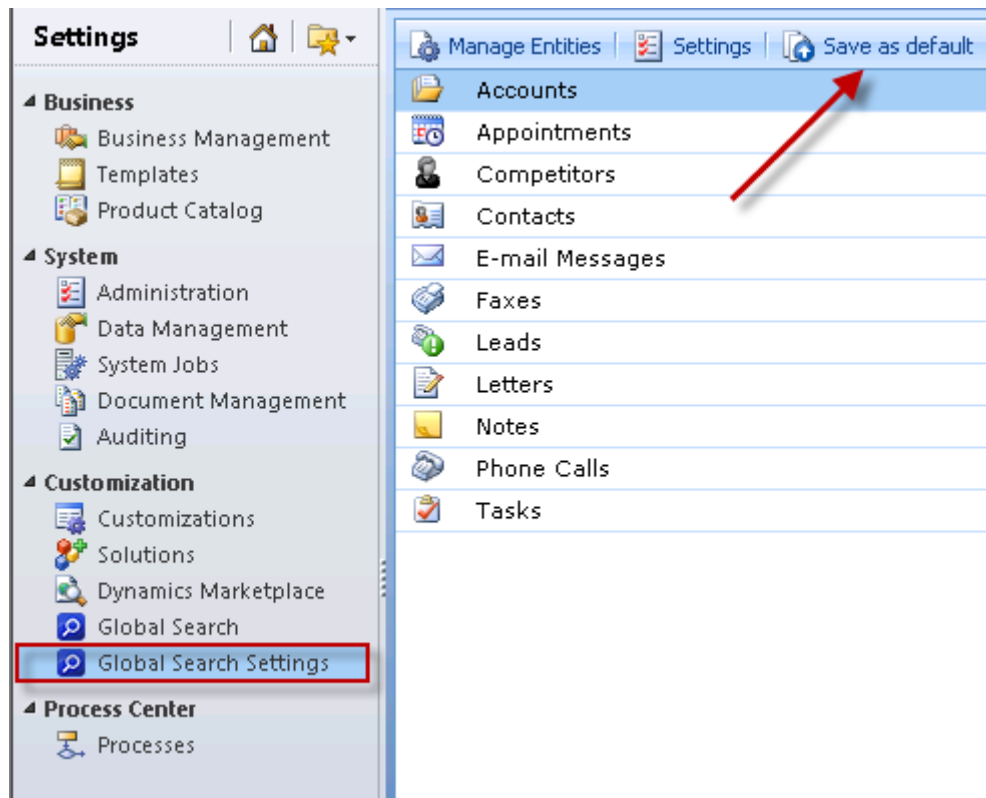 Settings
Business
Business Management
Templates
Product Catalog
System
Administration
Data Management
System Jobs
Document Management
Auditing
Customization
Customizations
Solutions
Dynamics Marketplace
Global Search
Global Search Settings
Process Center
Processes
Manage Entities Settings Save as default
Accounts
Appointments
Competitors
Contacts
E-mail Messages
Faxes
Leads
Letters
Notes
Phone Calls
Tasks